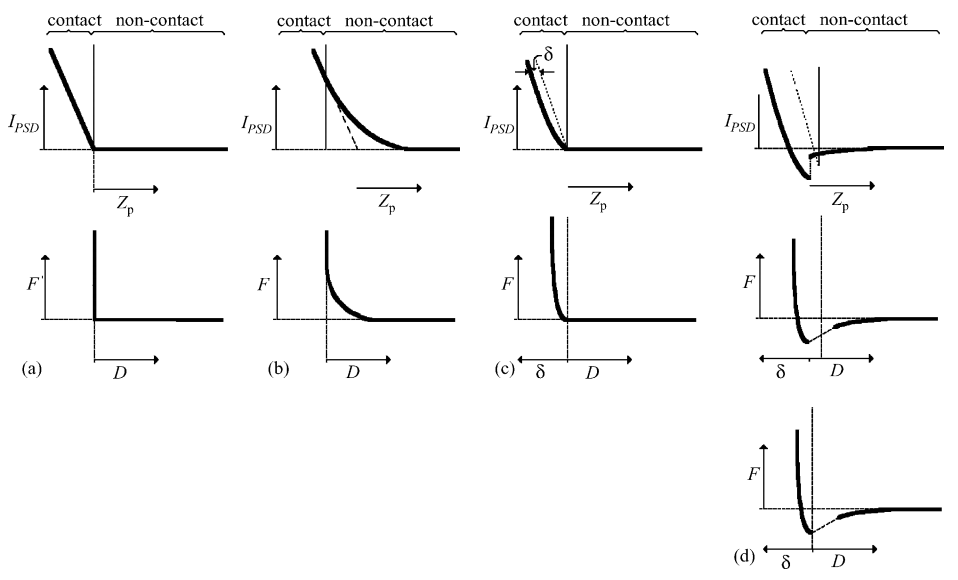 contact non-contact contact non-contact contact non-contact contact non-contact
δ
I_PSD I_PSD I_PSD I_PSD
Z_p Z_p Z_p Z_p
F' F F F
(a) D (b) D (c) δ D δ D
F
(d) δ D